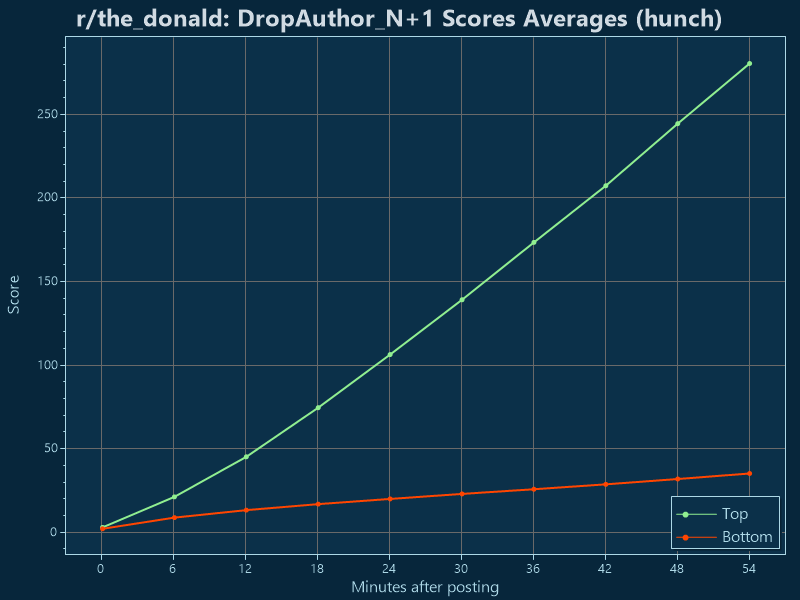 r/the_donald: DropAuthor_N+1 Scores Averages (hunch)
250
200
150
100
50
0
Score
Top
Bottom
0 6 12 18 24 30 36 42 48 54
Minutes after posting